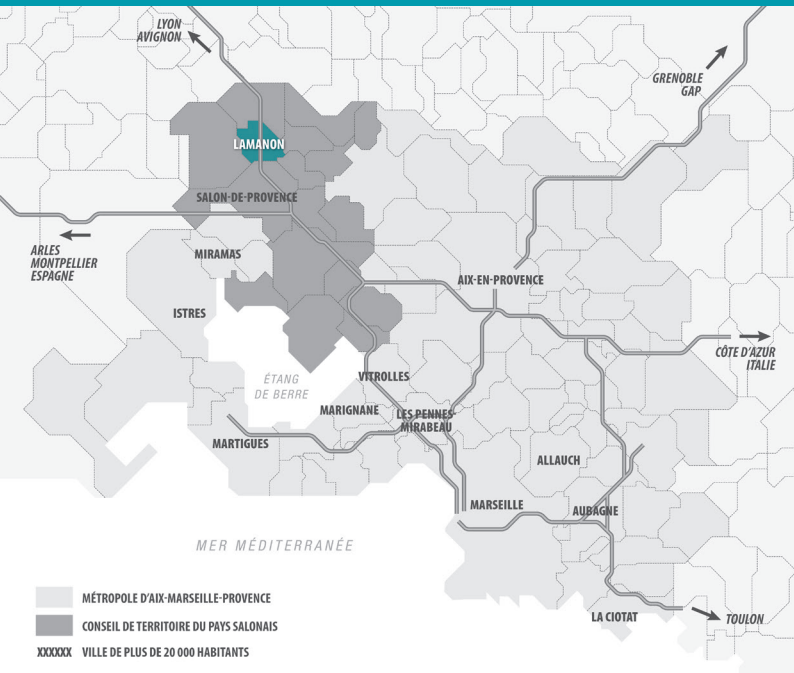 LYON
AVIGNON
GRENOBLE
GAP
LAMANON
SALON-DE-PROVENCE
ARLES
MONTPELLIER
ESPAGNE
MIRAMAS
AIX-EN-PROVENCE
ISTRES
CÔTE D'AZUR
ITALIE
ÉTANG
DE BERRE
VITROLLES
MARIGNANE
LES PENNES-
MIRABEAU
MARTIGUES
ALLAUCH
MARSEILLE
AUBAGNE
MER MÉDITERRANÉE
LA CIOTAT
TOULON
MÉTROPOLE D'AIX-MARSEILLE-PROVENCE
CONSEIL DE TERRITOIRE DU PAYS SALONAIS
XXXXXX VILLE DE PLUS DE 20 000 HABITANTS